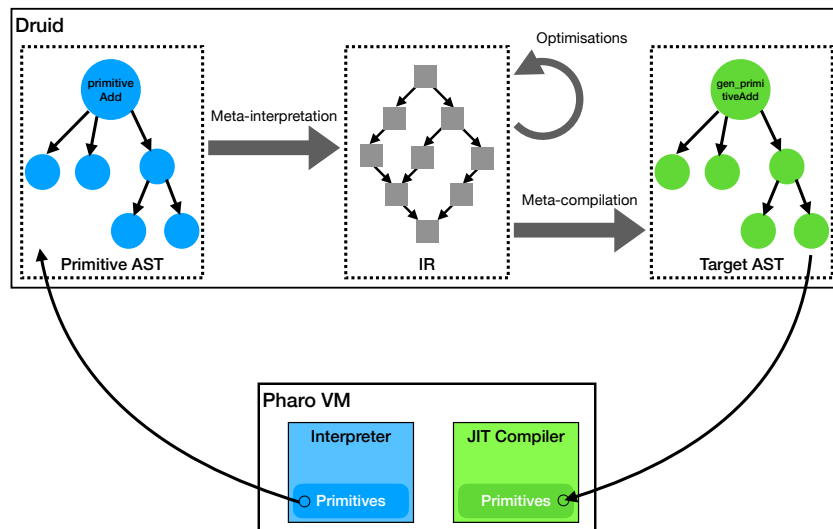 Druid
Optimisations
primitive
Add
gen_primi
tiveAdd
Meta-interpretation
Meta-compilation
Primitive AST
IR
Target AST
Pharo VM
Interpreter
JIT Compiler
Primitives
Primitives